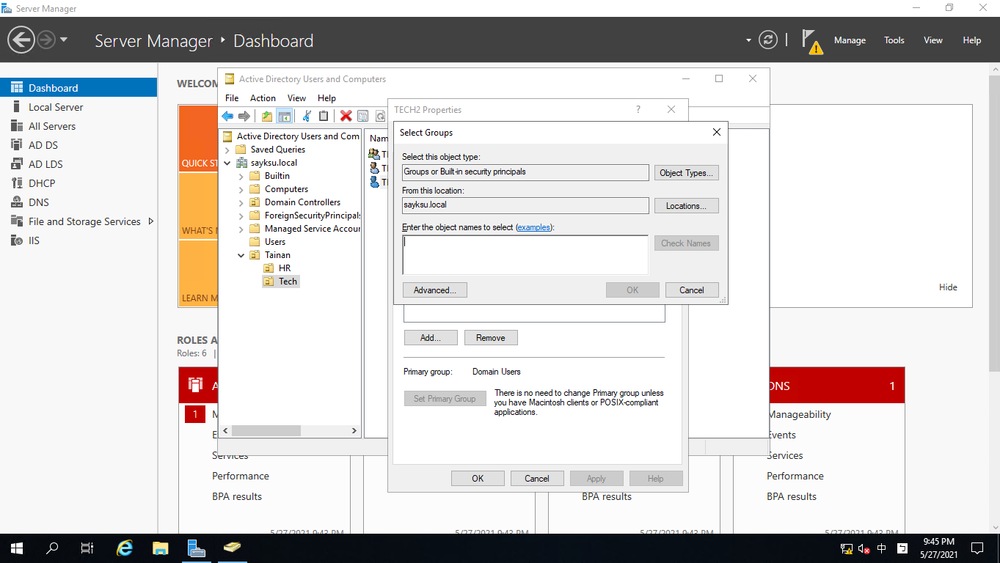 Server Manager
Server Manager ‣ Dashboard
Manage Tools View Help
Dashboard
Local Server
All Servers
AD DS
AD LDS
DHCP
DNS
File and Storage Services
IIS
QUICK ST
WHAT'S N
LEARN M
Hide
ROLES A
Roles: 6 |
A
1 M
E
Services
Performance
BPA results
5/27/2021 9:43 PM
5/27/2021 9:43 PM
BPA results
5/27/2021 9:43 PM
DNS 1
Manageability
Events
Services
Performance
BPA results
5/27/2021 9:43 PM
WELCOM
Active Directory Users and Computers
File Action View Help
Active Directory Users and Com
Saved Queries
sayksu.local
Builtin
Computers
Domain Controllers
ForeignSecurityPrincipals
Managed Service Accour
Users
Tainan
HR
Tech
Nam
TECH2 Properties
?
Select Groups
Select this object type:
Groups or Built-in security principals
Object Types...
From this location:
sayksu.local
Locations...
Enter the object names to select (examples):
Check Names
Advanced...
OK
Cancel
Add...
Remove
Primary group: Domain Users
Set Primary Group
There is no need to change Primary group unless
you have Macintosh clients or POSIX-compliant
applications.
OK
Cancel
Apply
Help
中
9:45 PM
5/27/2021